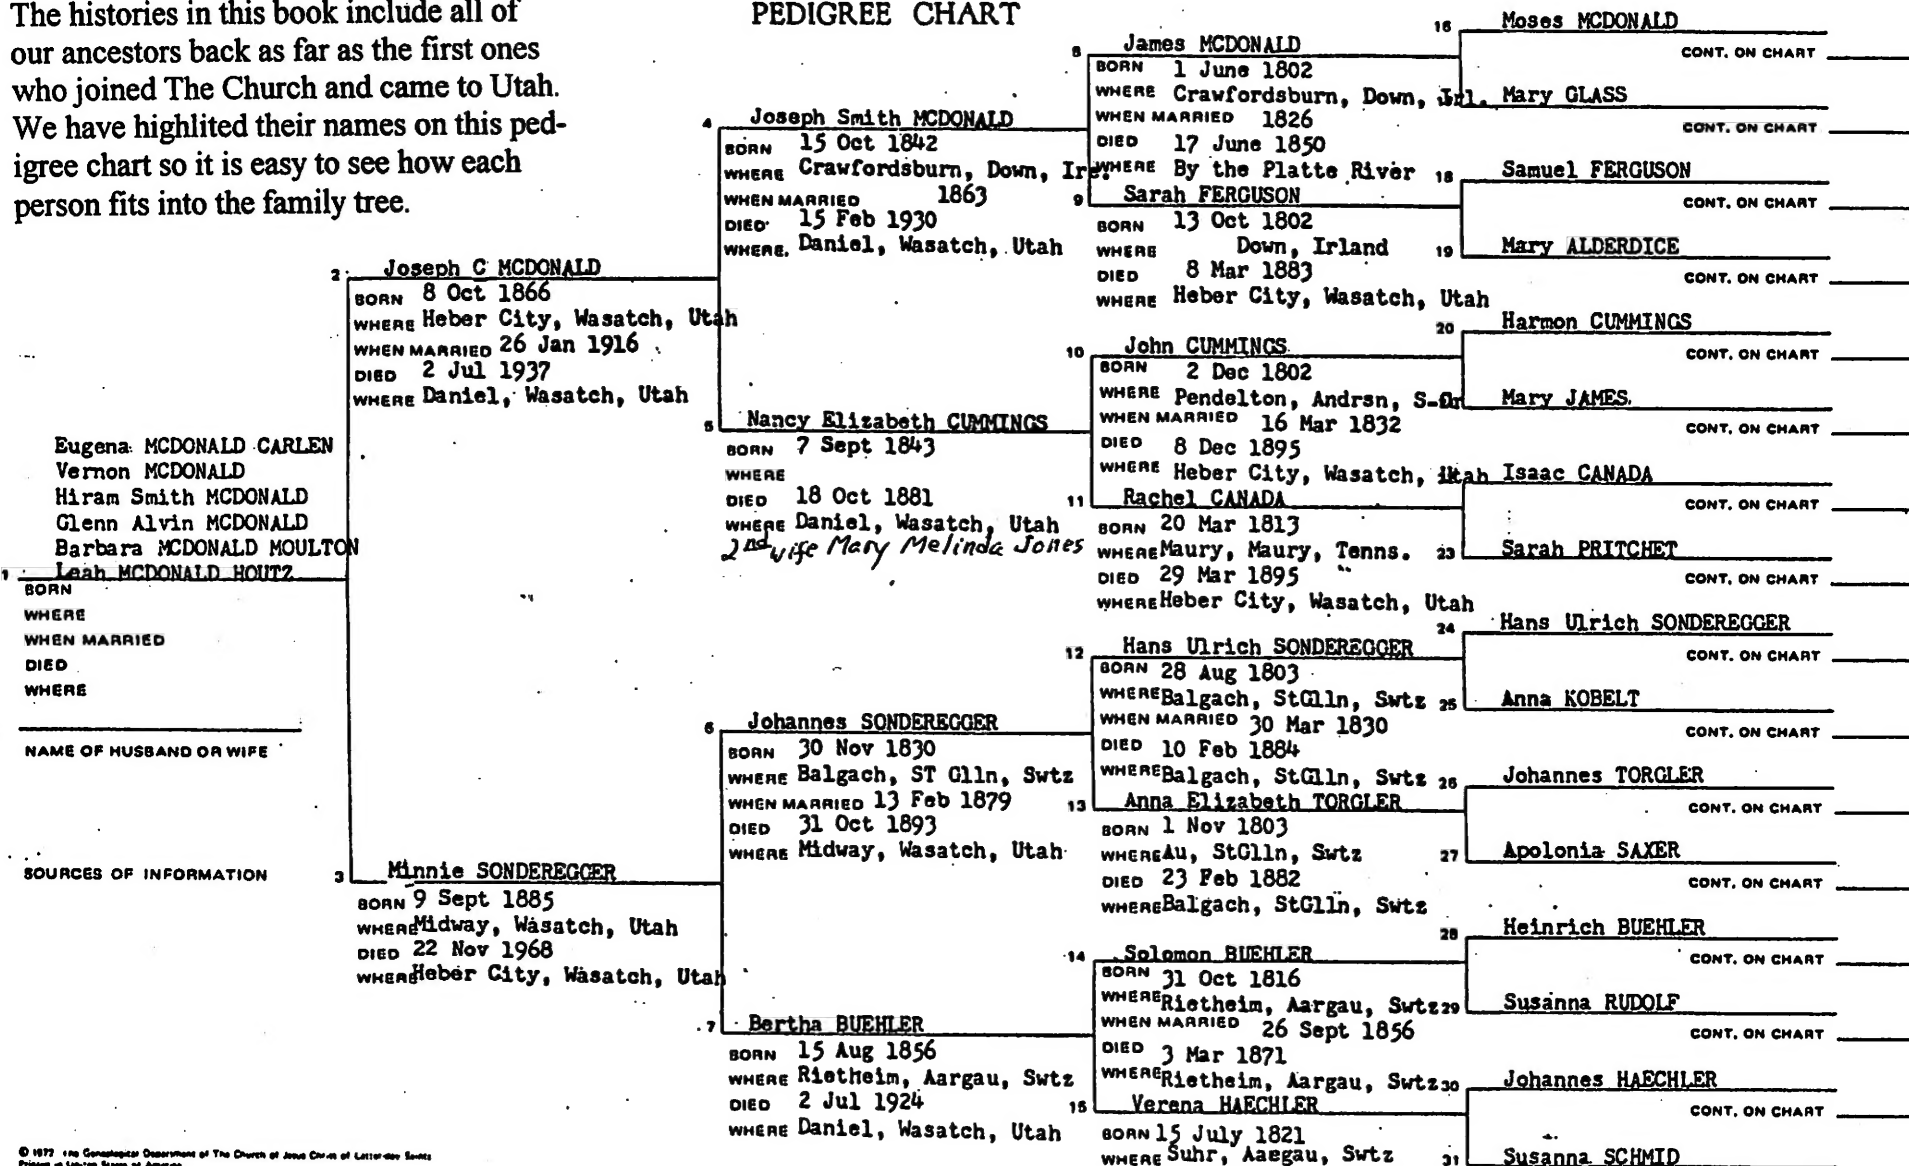 The histories in this book include all of
our ancestors back as far as the first ones
who joined The Church and came to Utah.
We have highlited their names on this ped-
igree chart so it is easy to see how each
person fits into the family tree.
PEDIGREE CHART
Eugena MCDONALD CARLEN
Vernon MCDONALD
Hiram Smith MCDONALD
Glenn Alvin MCDONALD
Barbara MCDONALD MOULTON
1 Leah MCDONALD HOUTZ
BORN
WHERE
WHEN MARRIED
DIED
WHERE
NAME OF HUSBAND OR WIFE
SOURCES OF INFORMATION
2 Joseph C MCDONALD
BORN 8 Oct 1866
WHERE Heber City, Wasatch, Utah
WHEN MARRIED 26 Jan 1916
DIED 2 Jul 1937
WHERE Daniel, Wasatch, Utah
3 Minnie SONDEREGGER
BORN 9 Sept 1885
WHERE Midway, Wasatch, Utah
DIED 22 Nov 1968
WHERE Heber City, Wasatch, Utah
4 Joseph Smith MCDONALD
BORN 15 Oct 1842
WHERE Crawfordsburn, Down, Ire.
WHEN MARRIED 1863
DIED 15 Feb 1930
WHERE Daniel, Wasatch, Utah
5 Nancy Elizabeth CUMMINGS
BORN 7 Sept 1843
WHERE
DIED 18 Oct 1881
WHERE Daniel, Wasatch, Utah
2nd wife Mary Melinda Jones
6 Johannes SONDEREGGER
BORN 30 Nov 1830
WHERE Balgach, ST Glln, Swtz
WHEN MARRIED 13 Feb 1879
DIED 31 Oct 1893
WHERE Midway, Wasatch, Utah
7 Bertha BUEHLER
BORN 15 Aug 1856
WHERE Rietheim, Aargau, Swtz
DIED 2 Jul 1924
WHERE Daniel, Wasatch, Utah
8 James MCDONALD
BORN 1 June 1802
WHERE Crawfordsburn, Down, Irl.
WHEN MARRIED 1826
DIED 17 June 1850
WHERE By the Platte River
9 Sarah FERGUSON
BORN 13 Oct 1802
WHERE Down, Irland
DIED 8 Mar 1883
WHERE Heber City, Wasatch, Utah
10 John CUMMINGS
BORN 2 Dec 1802
WHERE Pendelton, Andrsn,
WHEN MARRIED 16 Mar 1832
DIED 8 Dec 1895
WHERE Heber City, Wasatch, Utah
11 Rachel CANADA
BORN 20 Mar 1813
WHERE Maury, Maury, Tenns.
DIED 29 Mar 1895
WHERE Heber City, Wasatch, Utah
12 Hans Ulrich SONDEREGGER
BORN 28 Aug 1803
WHERE Balgach, StGlln, Swtz
WHEN MARRIED 30 Mar 1830
DIED 10 Feb 1884
WHERE Balgach, StGlln, Swtz
13 Anna Elizabeth TORGLER
BORN 1 Nov 1803
WHERE Au, StGlln, Swtz
DIED 23 Feb 1882
WHERE Balgach, StGlln, Swtz
14 Solomon BUEHLER
BORN 31 Oct 1816
WHERE Rietheim, Aargau, Swtz
WHEN MARRIED 26 Sept 1856
DIED 3 Mar 1871
WHERE Rietheim, Aargau, Swtz
15 Verena HAECHLER
BORN 15 July 1821
WHERE Suhr, Aaegau, Swtz
16 Moses MCDONALD
CONT. ON CHART
Mary GLASS
CONT. ON CHART
18 Samuel FERGUSON
CONT. ON CHART
19 Mary ALDERDICE
CONT. ON CHART
20 Harmon CUMMINGS
CONT. ON CHART
Mary JAMES
CONT. ON CHART
Isaac CANADA
23 Sarah PRITCHET
CONT. ON CHART
24 Hans Ulrich SONDEREGGER
CONT. ON CHART
25 Anna KOBELT
CONT. ON CHART
26 Johannes TORGLER
CONT. ON CHART
27 Apolonia SAXER
CONT. ON CHART
28 Heinrich BUEHLER
CONT. ON CHART
29 Susanna RUDOLF
CONT. ON CHART
30 Johannes HAECHLER
CONT. ON CHART
31 Susanna SCHMID
© 1972 The Genealogical Department of The Church of Jesus Christ of Latter-day Saints
Printed in United States of America